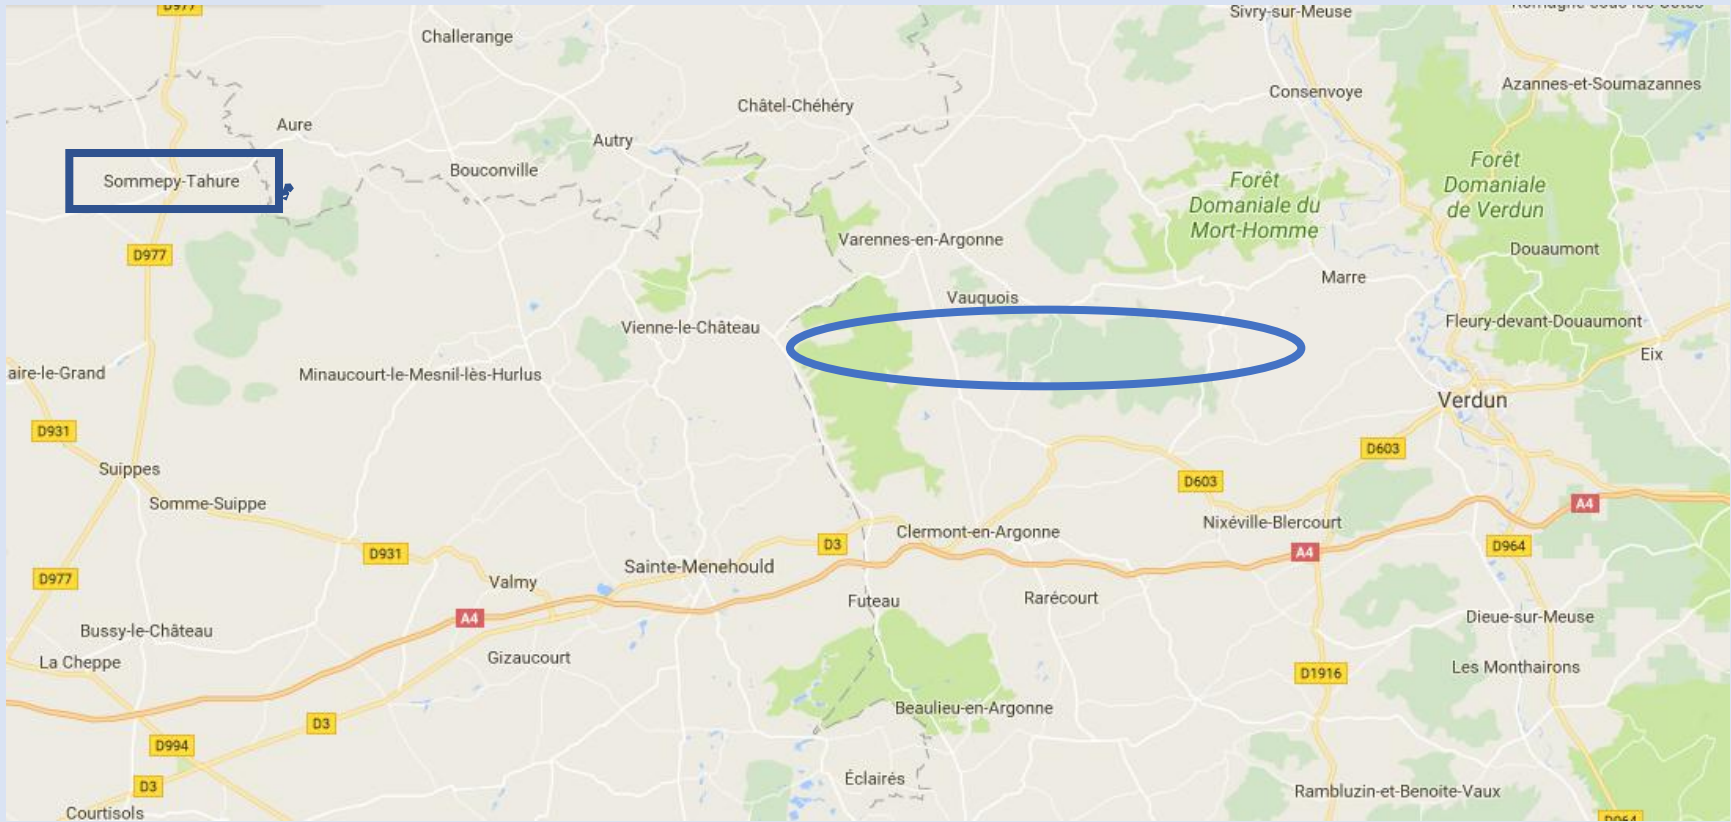 D977
Sivry-sur-Meuse
Challerange
Azannes-et-Soumazannes
Consenvoye
Châtel-Chéhéry
Aure
Autry
Bouconville
Sommepy-Tahure
Forêt
Domaniale
de Verdun
Forêt
Domaniale du
Mort-Homme
Varennes-en-Argonne
Douaumont
D977
Marre
Vauquois
Vienne-le-Château
Fleury-devant-Douaumont
Eix
aire-le-Grand
Minaucourt-le-Mesnil-lès-Hurlus
Verdun
D931
D603
Suippes
D603
Somme-Suippe
A4
Nixéville-Blercourt
Clermont-en-Argonne
D3
D964
D931
A4
Sainte-Menehould
D977
Valmy
Futeau
Rarécourt
A4
Dieue-sur-Meuse
Bussy-le-Château
La Cheppe
Gizaucourt
Les Monthairons
D1916
Beaulieu-en-Argonne
D3
D994
Éclairés
D3
Rambluzin-et-Benoite-Vaux
Courtisols
D964